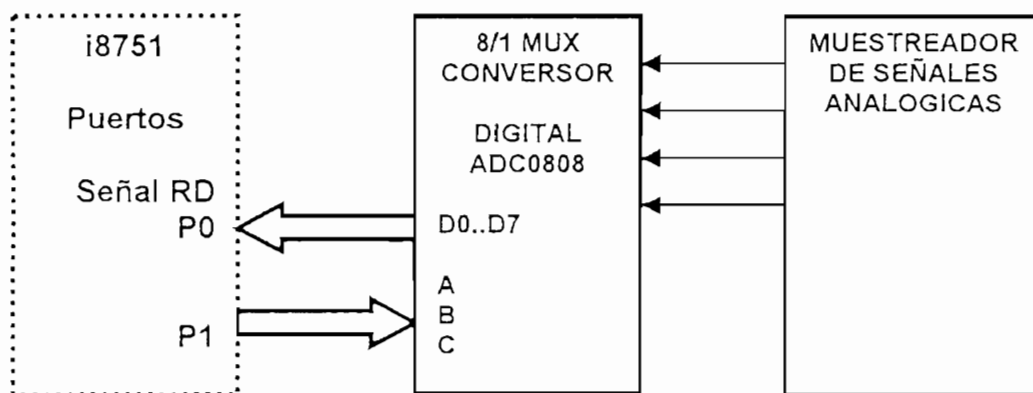 i8751
Puertos
Señal RD
P0
P1
8/1 MUX
CONVERSOR
DIGITAL
ADC0808
D0..D7
A
B
C
MUESTREADOR
DE SEÑALES
ANALOGICAS